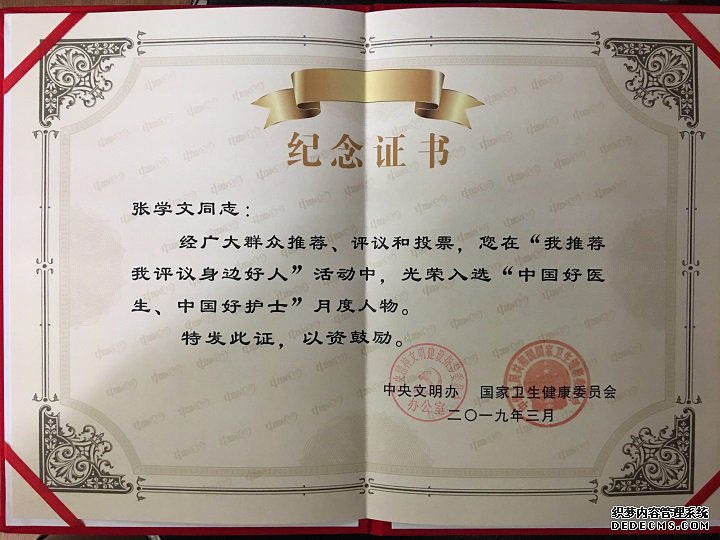 纪念证书
张学文同志：
经广大群众推荐、评议和投票，您在“我推荐
我评议身边好人”活动中，光荣入选“中国好医
生、中国好护士”月度人物。
特发此证，以资鼓励。
中央文明办 国家卫生健康委员会
二〇一九年三月
办公室
织梦内容管理系统
DEDECMS.COM